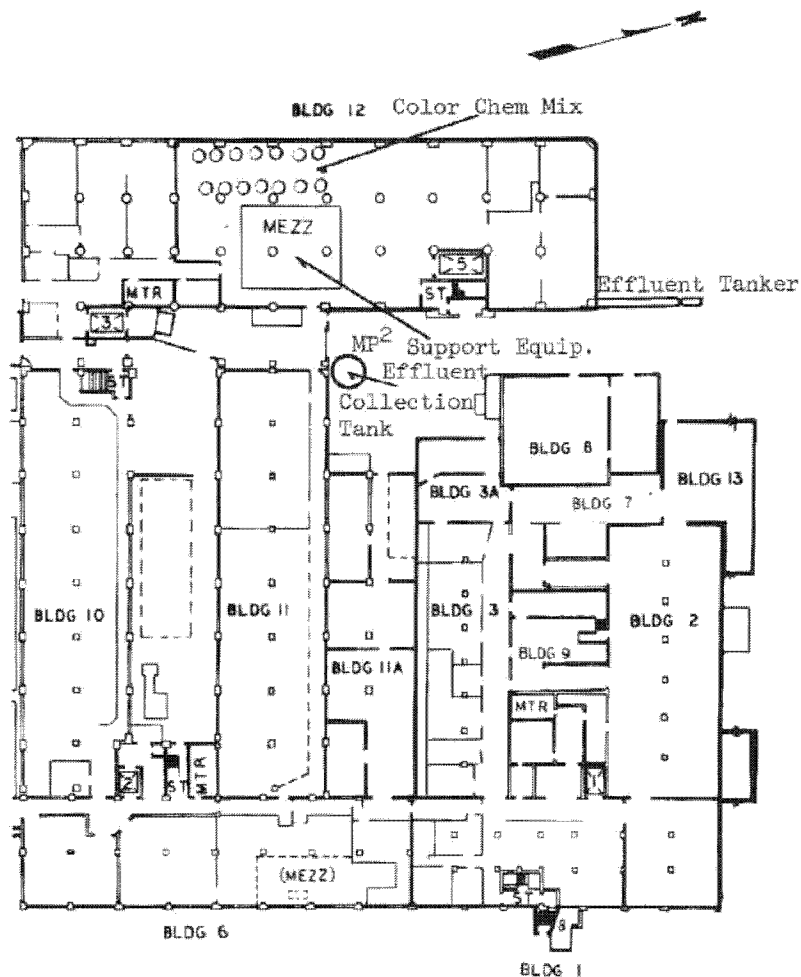 N
BLDG 12
Color Chem Mix
MEZZ
5
MTR
ST
Effluent Tanker
3
MP2 Support Equip.
Effluent
Collection
Tank
ST
BLDG 8
BLDG 3A
BLDG 7
BLDG 13
BLDG 10
BLDG 11
BLDG 3
BLDG 2
BLDG 11A
BLDG 9
MTR
2
ST
MTR
1
(MEZZ)
S
8
BLDG 6
BLDG 1